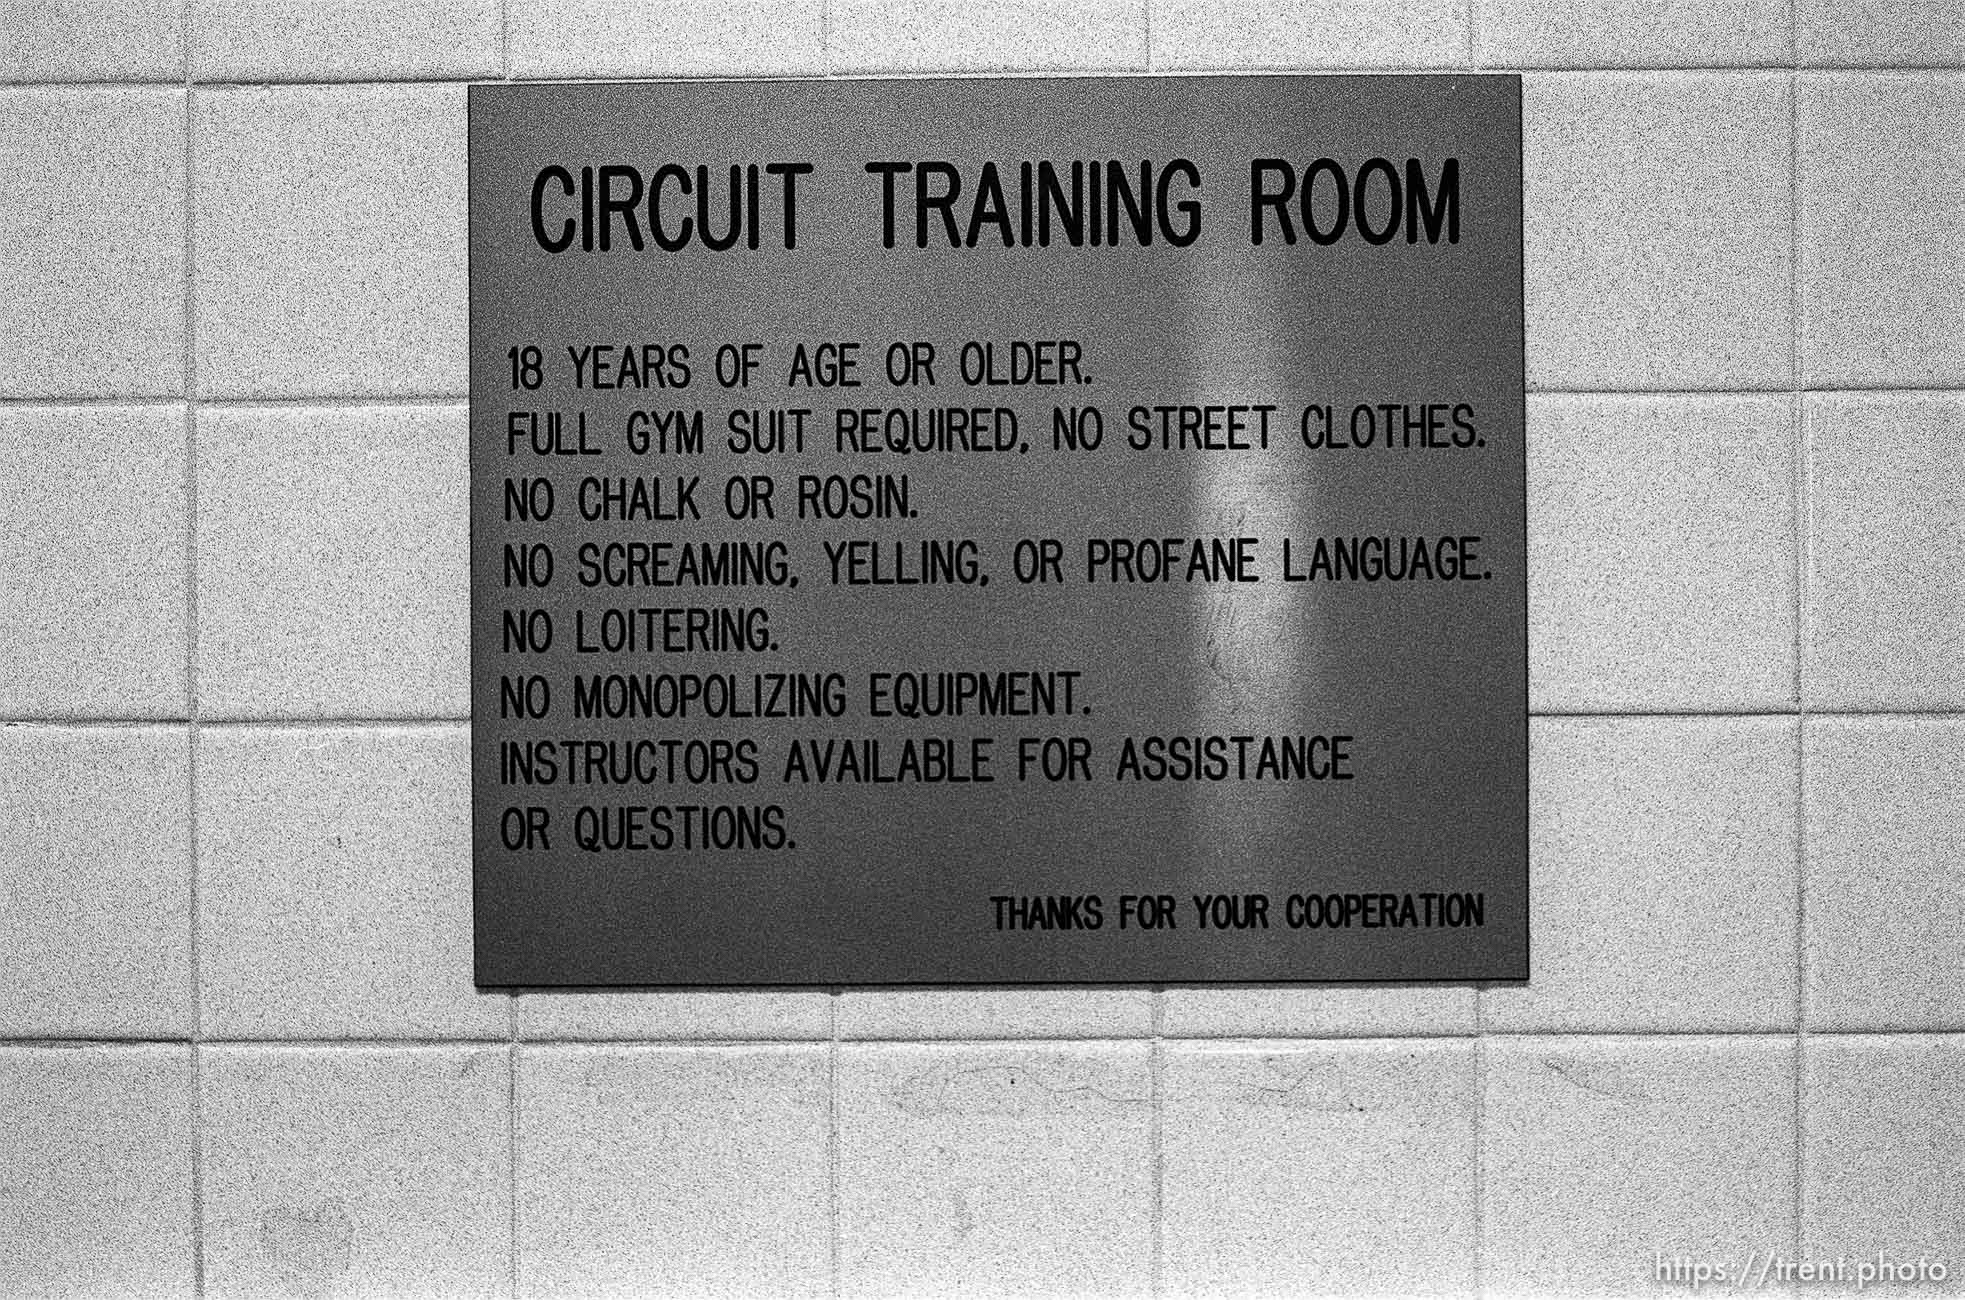 CIRCUIT TRAINING ROOM
18 YEARS OF AGE OR OLDER.
FULL GYM SUIT REQUIRED, NO STREET CLOTHES.
NO CHALK OR ROSIN.
NO SCREAMING, YELLING, OR PROFANE LANGUAGE.
NO LOITERING.
NO MONOPOLIZING EQUIPMENT.
INSTRUCTORS AVAILABLE FOR ASSISTANCE
OR QUESTIONS.
THANKS FOR YOUR COOPERATION
https://trent.photo